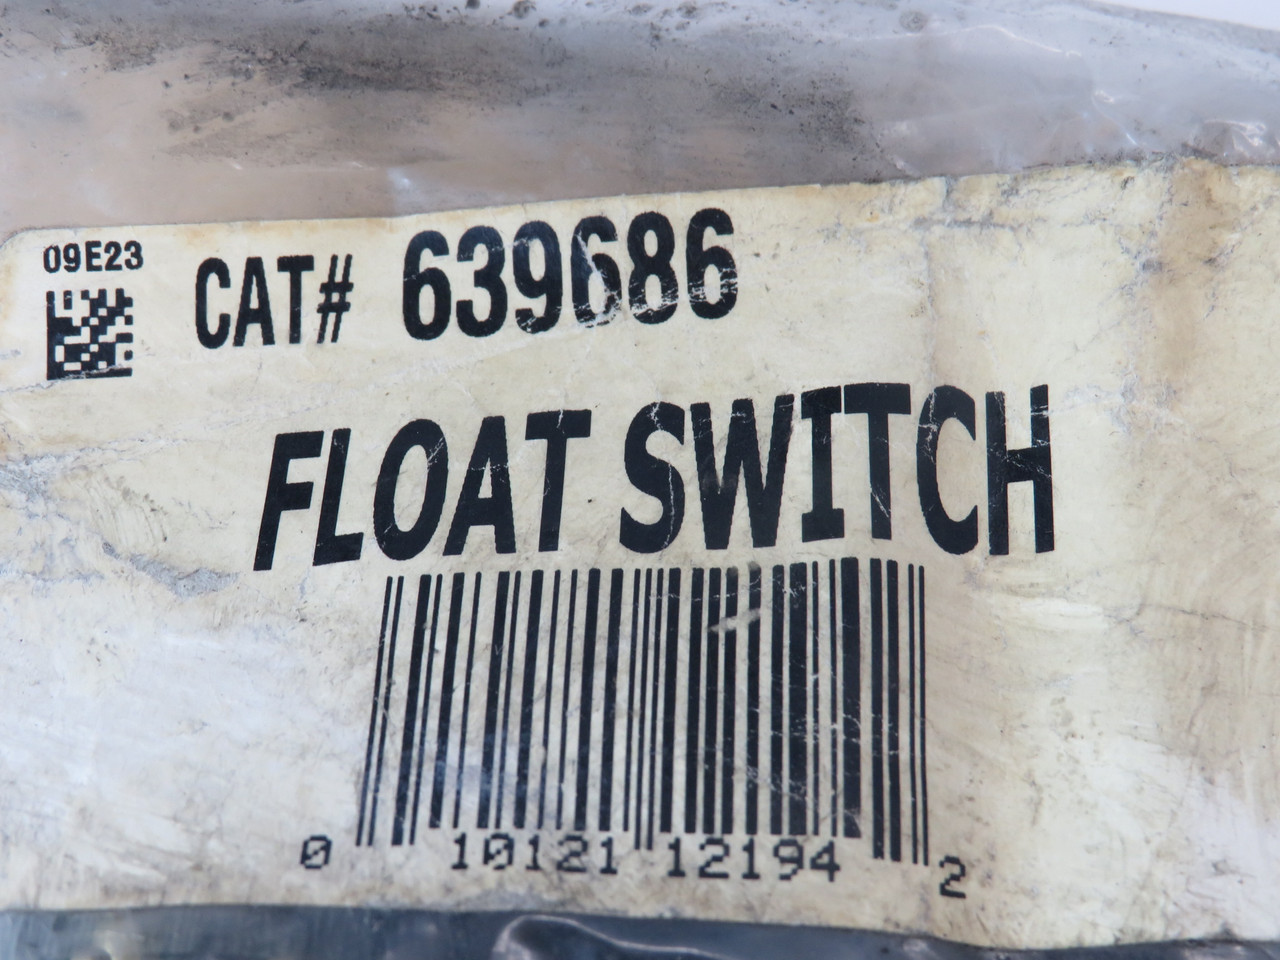 09E23
CAT# 639686
FLOAT SWITCH
0 10121 12194 2